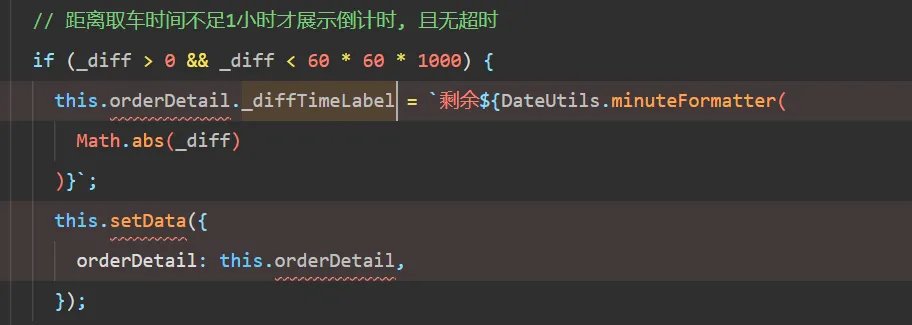 // 距离取车时间不足1小时才展示倒计时, 且无超时
if (_diff > 0 && _diff < 60 * 60 * 1000) {
this.orderDetail._diffTimeLabel = `剩余${DateUtils.minuteFormatter(
Math.abs(_diff)
)}`;
this.setData({
orderDetail: this.orderDetail,
});